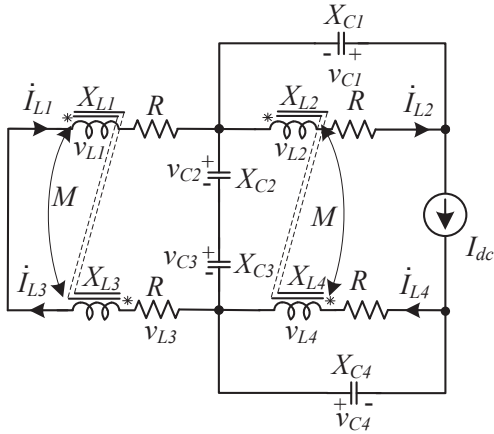 X_{C1}
- +
v_{C1}
İ_{L1} X_{L1} R X_{L2} R İ_{L2}
* *
v_{L1} v_{L2}
v_{C2} + - X_{C2}
M M
I_{dc}
v_{C3} + - X_{C3}
İ_{L3} X_{L3} R X_{L4} R İ_{L4}
* *
v_{L3} v_{L4}
X_{C4}
+ -
v_{C4}